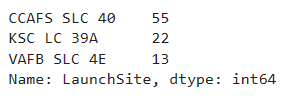 CCAFS SLC 40    55
KSC LC 39A      22
VAFB SLC 4E     13
Name: LaunchSite, dtype: int64